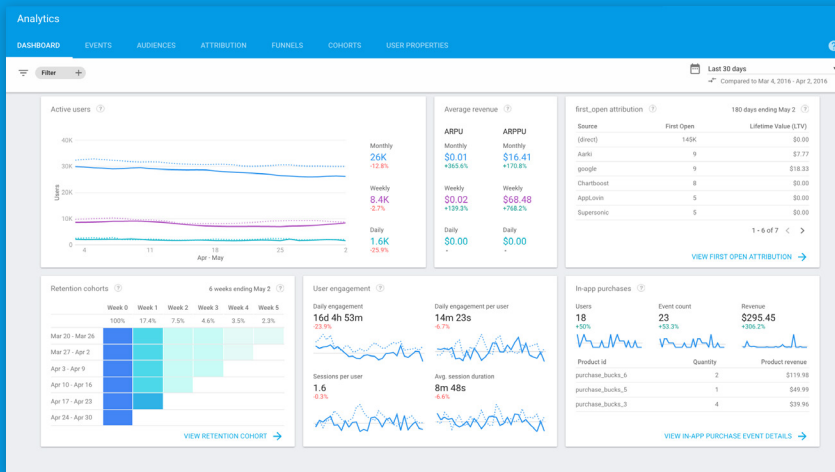 Analytics
DASHBOARD EVENTS AUDIENCES ATTRIBUTION FUNNELS COHORTS USER PROPERTIES
Filter +
Last 30 days
Compared to Mar 4, 2016 - Apr 2, 2016
Active users
40K
30K
20K
10K
0
Users
4 11 18 25 2
Apr - May
Monthly
26K
-12.8%
Weekly
8.4K
-2.7%
Daily
1.6K
-25.9%
Average revenue
ARPU ARPPU
Monthly Monthly
$0.01 $16.41
+365.6% +170.8%
Weekly Weekly
$0.02 $68.48
+139.3% +768.2%
Daily Daily
$0.00 $0.00
- -
first_open attribution 180 days ending May 2
Source First Open Lifetime Value (LTV)
(direct) 145K $0.00
Aarki 9 $7.77
google 9 $18.33
Chartboost 8 $0.00
AppLovin 5 $0.00
Supersonic 5 $0.00
1 - 6 of 7
VIEW FIRST OPEN ATTRIBUTION
Retention cohorts 6 weeks ending May 2
Week 0 Week 1 Week 2 Week 3 Week 4 Week 5
100% 17.4% 7.5% 4.6% 3.5% 2.3%
Mar 20 - Mar 26
Mar 27 - Apr 2
Apr 3 - Apr 9
Apr 10 - Apr 16
Apr 17 - Apr 23
Apr 24 - Apr 30
VIEW RETENTION COHORT
User engagement
Daily engagement Daily engagement per user
16d 4h 53m 14m 23s
-23.9% -6.7%
Sessions per user Avg. session duration
1.6 8m 48s
-0.3% -6.6%
In-app purchases
Users Event count Revenue
18 23 $295.45
+50% +53.3% +306.2%
Product id Quantity Product revenue
purchase_bucks_6 2 $119.98
purchase_bucks_5 1 $49.99
purchase_bucks_3 4 $39.96
VIEW IN-APP PURCHASE EVENT DETAILS